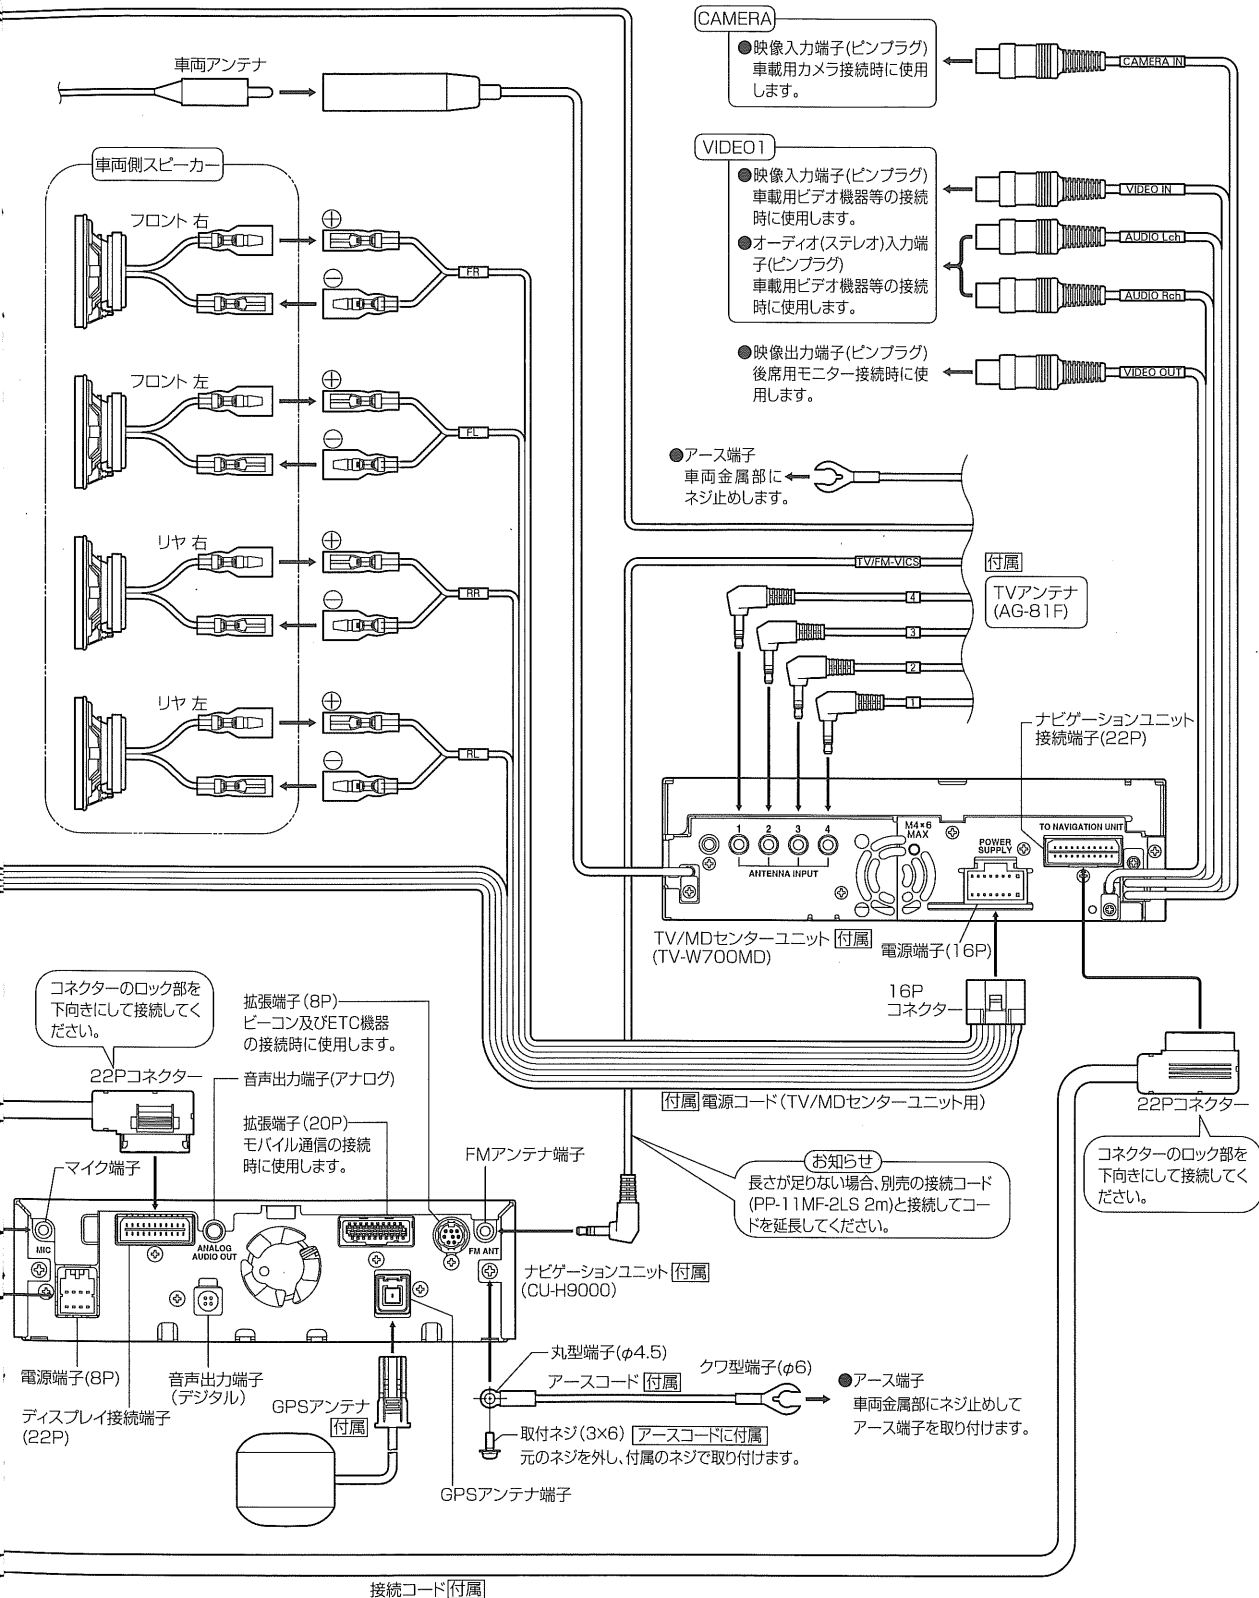 CAMERA
●映像入力端子(ピンプラグ)
車載用カメラ接続時に使用
します。
CAMERA IN
車両アンテナ
VIDEO1
●映像入力端子(ピンプラグ)
車載用ビデオ機器等の接続
時に使用します。
●オーディオ(ステレオ)入力端
子(ピンプラグ)
車載用ビデオ機器等の接続
時に使用します。
VIDEO IN
AUDIO Lch
AUDIO Rch
●映像出力端子(ピンプラグ)
後席用モニター接続時に使
用します。
VIDEO OUT
車両側スピーカー
フロント 右
⊕
⊖
FR
フロント 左
⊕
⊖
FL
リヤ 右
⊕
⊖
RR
リヤ 左
⊕
⊖
RL
●アース端子
車両金属部に
ネジ止めします。
TV/FM-VICS
付属
TVアンテナ
(AG-81F)
4
3
2
1
ナビゲーションユニット
接続端子(22P)
1 2 3 4
ANTENNA INPUT
M4×6
MAX
POWER
SUPPLY
TO NAVIGATION UNIT
TV/MDセンターユニット 付属
(TV-W700MD)
電源端子(16P)
16P
コネクター
付属 電源コード(TV/MDセンターユニット用)
22Pコネクター
コネクターのロック部を
下向きにして接続してく
ださい。
コネクターのロック部を
下向きにして接続してく
ださい。
22Pコネクター
拡張端子(8P)
ビーコン及びETC機器
の接続時に使用します。
音声出力端子(アナログ)
拡張端子(20P)
モバイル通信の接続
時に使用します。
マイク端子
FMアンテナ端子
お知らせ
長さが足りない場合、別売の接続コード
(PP-11MF-2LS 2m)と接続してコー
ドを延長してください。
MIC
ANALOG
AUDIO OUT
FM ANT
ナビゲーションユニット 付属
(CU-H9000)
電源端子(8P)
ディスプレイ接続端子
(22P)
音声出力端子
(デジタル)
GPSアンテナ
付属
GPSアンテナ端子
丸型端子(φ4.5)
アースコード 付属
クワ型端子(φ6)
●アース端子
車両金属部にネジ止めして
アース端子を取り付けます。
取付ネジ(3×6) アースコードに付属
元のネジを外し、付属のネジで取り付けます。
接続コード 付属